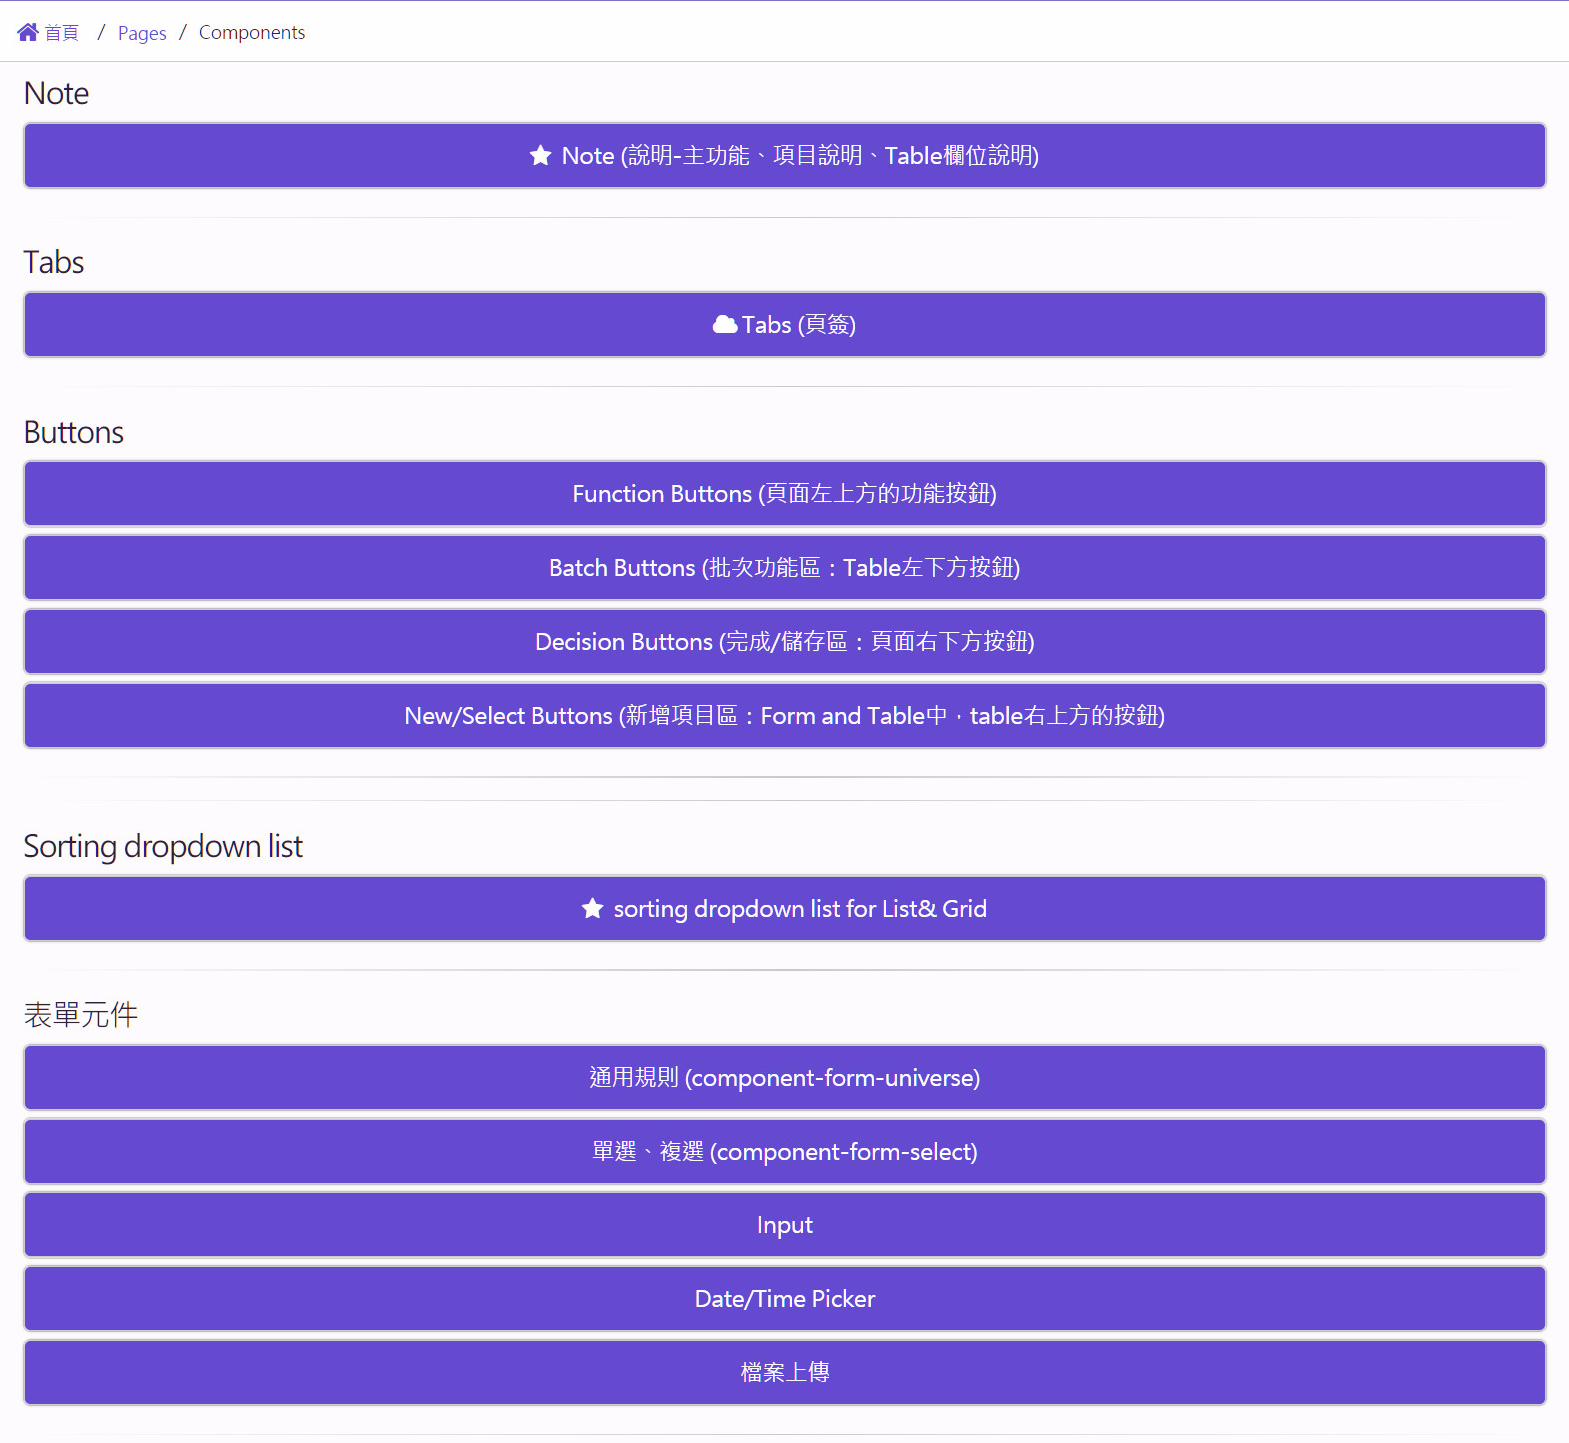 首頁 / Pages / Components
Note
Note (說明-主功能、項目說明、Table欄位說明)
Tabs
Tabs (頁簽)
Buttons
Function Buttons (頁面左上方的功能按鈕)
Batch Buttons (批次功能區：Table左下方按鈕)
Decision Buttons (完成/儲存區：頁面右下方按鈕)
New/Select Buttons (新增項目區：Form and Table中，table右上方的按鈕)
Sorting dropdown list
sorting dropdown list for List& Grid
表單元件
通用規則 (component-form-universe)
單選、複選 (component-form-select)
Input
Date/Time Picker
檔案上傳